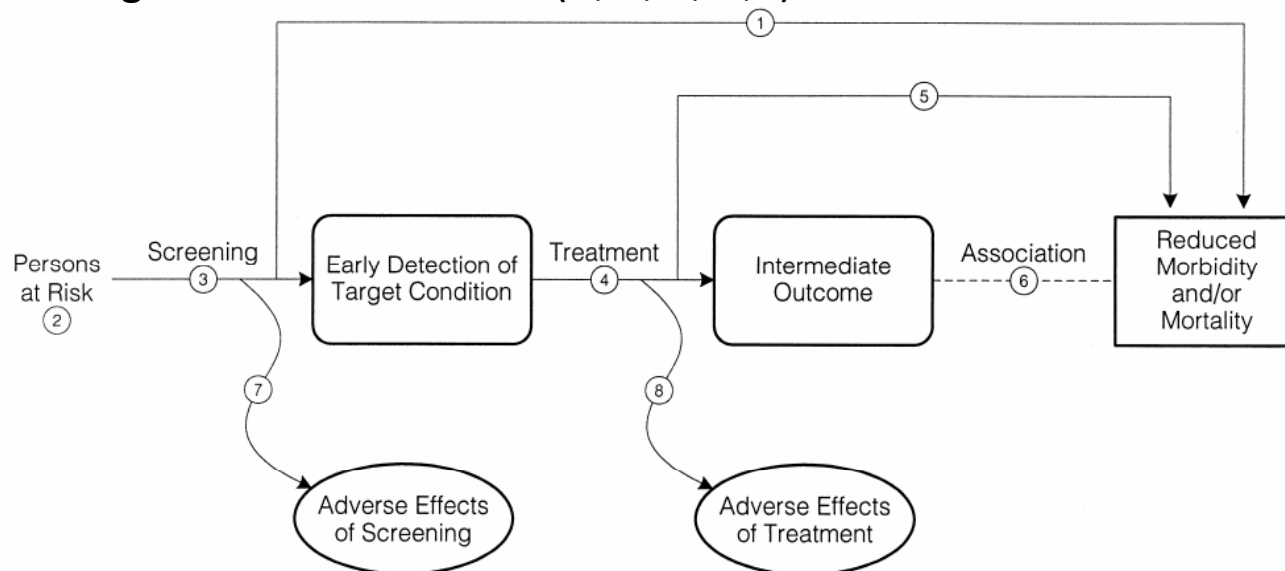 1
5
Persons
at Risk
2
Screening
3
Early Detection of
Target Condition
Treatment
4
Intermediate
Outcome
Association
6
Reduced
Morbidity
and/or
Mortality
7
8
Adverse Effects
of Screening
Adverse Effects
of Treatment